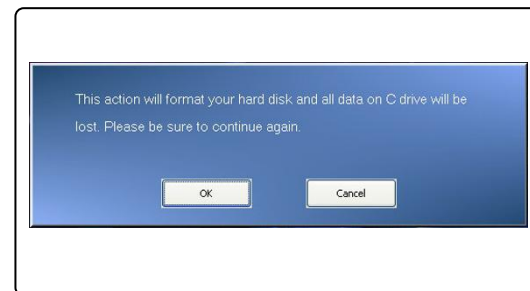 This action will format your hard disk and all data on C drive will be
lost. Please be sure to continue again.
OK
Cancel